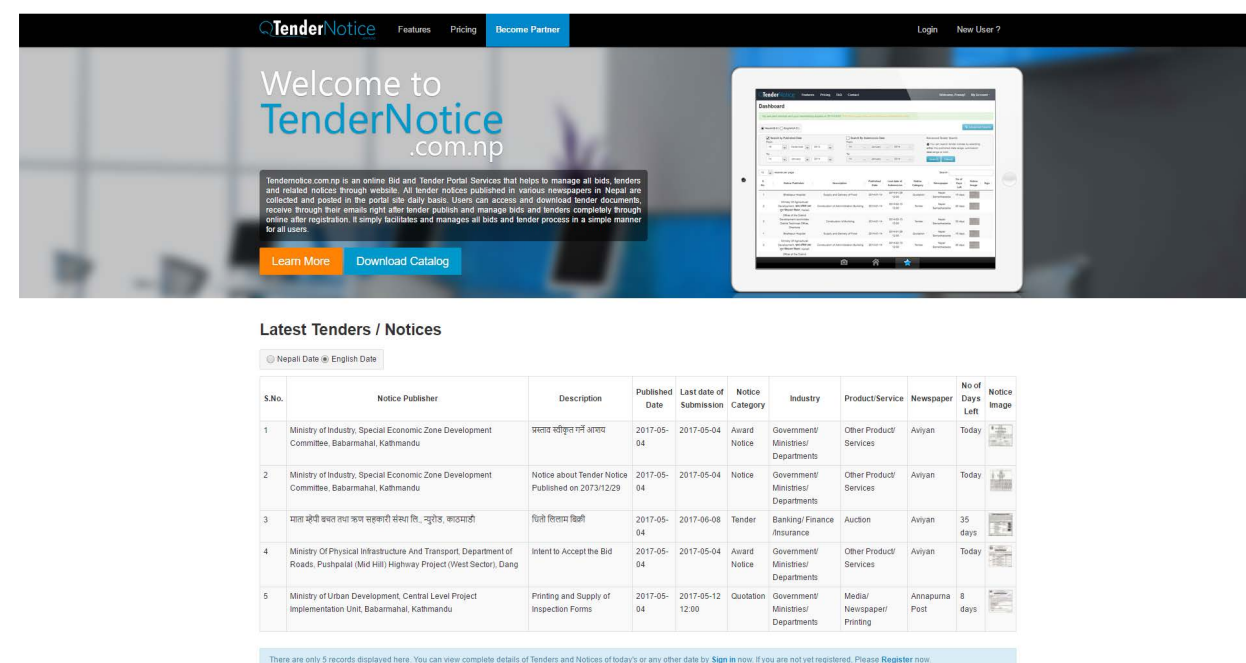 TenderNotice Features Pricing Become Partner Login New User ?
Welcome to
TenderNotice
.com.np
Tendernotice.com.np is an online Bid and Tender Portal Services that helps to manage all bids, tenders
and related notices through website. All tender notices published in various newspapers in Nepal are
collected and posted in the portal site daily basis. Users can access and download tender documents,
receive through their emails right after tender publish and manage bids and tenders completely through
online after registration. It simply facilitates and manages all bids and tender process in a simple manner
for all users.
Learn More Download Catalog
Dashboard
Latest Tenders / Notices
Nepali Date English Date
S.No. Notice Publisher Description Published Date Last date of Submission Notice Category Industry Product/Service Newspaper No of Days Left Notice Image
1 Ministry of Industry, Special Economic Zone Development Committee, Babarmahal, Kathmandu प्रस्ताव स्वीकृत गर्ने आशय 2017-05-04 2017-05-04 Award Notice Government/ Ministries/ Departments Other Product/ Services Aviyan Today
2 Ministry of Industry, Special Economic Zone Development Committee, Babarmahal, Kathmandu Notice about Tender Notice Published on 2073/12/29 2017-05-04 2017-05-04 Notice Government/ Ministries/ Departments Other Product/ Services Aviyan Today
3 माता म्हेपी बचत तथा ऋण सहकारी संस्था लि., न्युरोड, काठमाडौं धितो लिलाम बिक्री 2017-05-04 2017-06-08 Tender Banking/ Finance /Insurance Auction Aviyan 35 days
4 Ministry Of Physical Infrastructure And Transport, Department of Roads, Pushpalal (Mid Hill) Highway Project (West Sector), Dang Intent to Accept the Bid 2017-05-04 2017-05-04 Award Notice Government/ Ministries/ Departments Other Product/ Services Aviyan Today
5 Ministry of Urban Development, Central Level Project Implementation Unit, Babarmahal, Kathmandu Printing and Supply of Inspection Forms 2017-05-04 2017-05-12 12:00 Quotation Government/ Ministries/ Departments Media/ Newspaper/ Printing Annapurna Post 8 days
There are only 5 records displayed here. You can view complete details of Tenders and Notices of today's or any other date by Sign in now. If you are not yet registered. Please Register now.